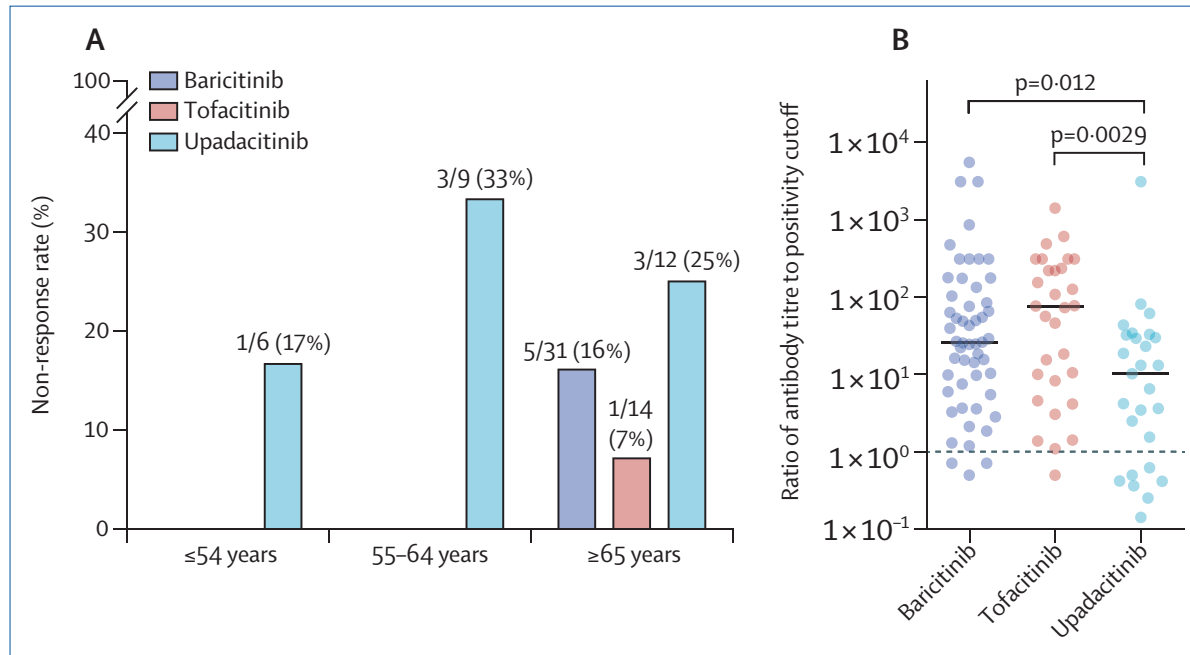 A
Non-response rate (%)
100
40
30
20
10
0
Baricitinib
Tofacitinib
Upadacitinib
1/6 (17%)
3/9 (33%)
5/31 (16%)
1/14
(7%)
3/12 (25%)
≤54 years
55–64 years
≥65 years
B
Ratio of antibody titre to positivity cutoff
p=0·012
p=0·0029
1×10⁴
1×10³
1×10²
1×10¹
1×10⁰
1×10⁻¹
Baricitinib
Tofacitinib
Upadacitinib